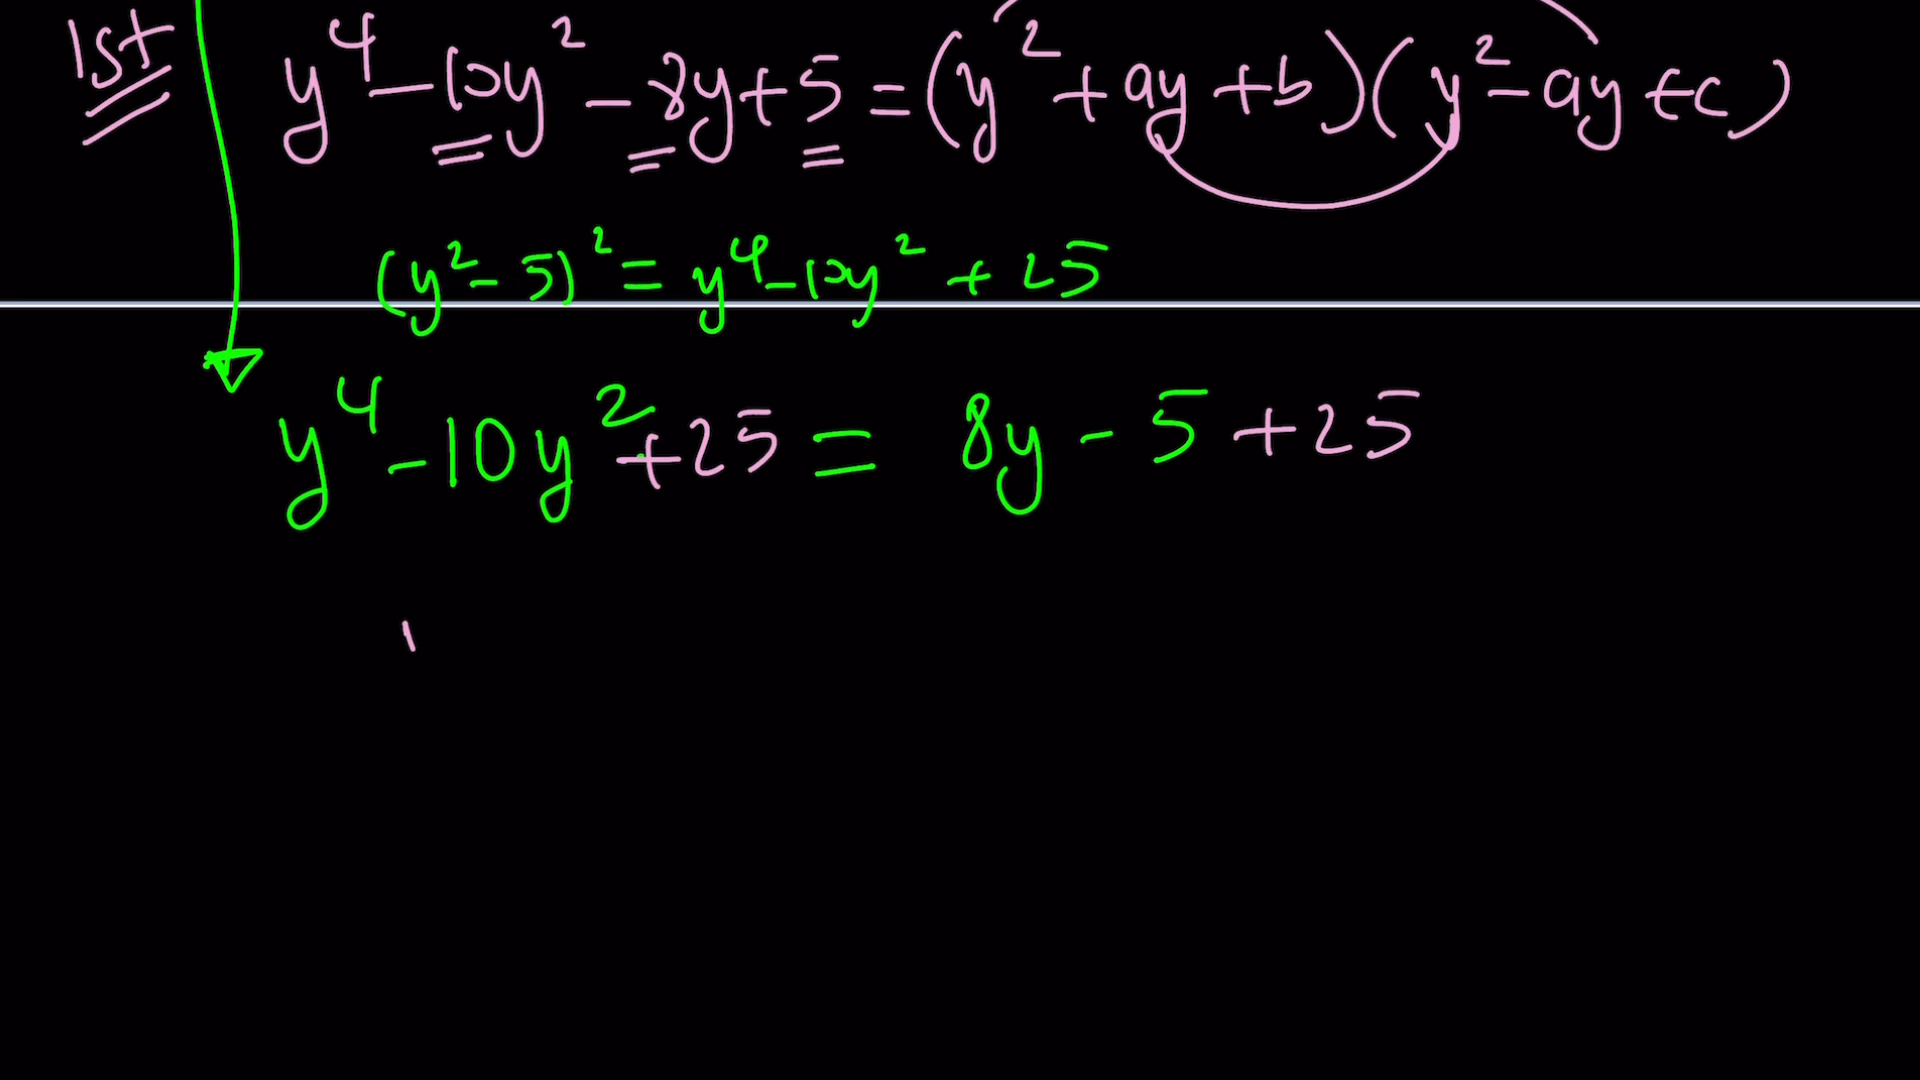 1st
y⁴ - 10y² - 8y + 5 = (y² + ay + b)(y² - ay + c)
(y² - 5)² = y⁴ - 10y² + 25
y⁴ - 10y² + 25 = 8y - 5 + 25